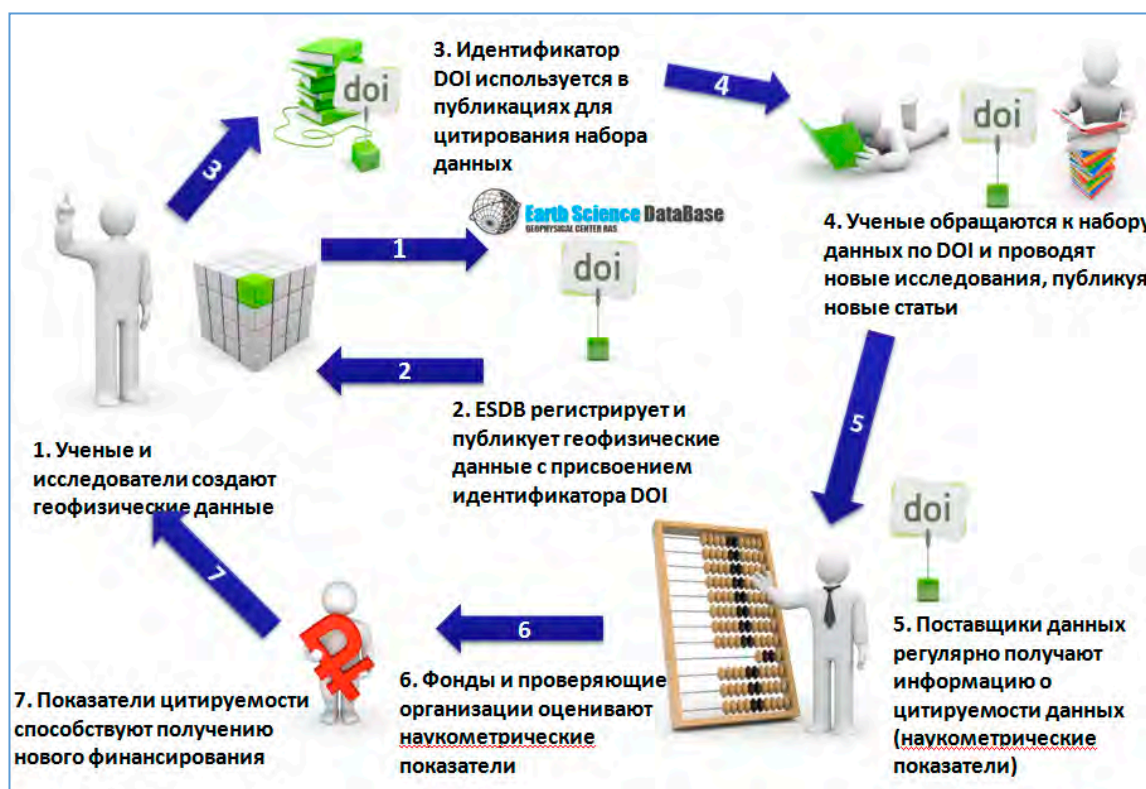 3. Идентификатор
DOI используется в
публикациях для
цитирования набора
данных
doi
3
4
doi
4. Ученые обращаются к набору
данных по DOI и проводят
новые исследования, публикуя
новые статьи
Earth Science DataBase
GEOPHYSICAL CENTER RAS
1
doi
2
2. ESDB регистрирует и
публикует геофизические
данные с присвоением
идентификатора DOI
1. Ученые и
исследователи создают
геофизические данные
5
doi
5. Поставщики данных
регулярно получают
информацию о
цитируемости данных
(наукометрические
показатели)
6
6. Фонды и проверяющие
организации оценивают
наукометрические
показатели
7
7. Показатели цитируемости
способствуют получению
нового финансирования